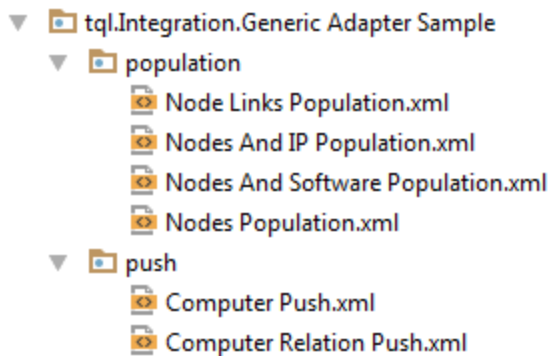 tql.Integration.Generic Adapter Sample
population
Node Links Population.xml
Nodes And IP Population.xml
Nodes And Software Population.xml
Nodes Population.xml
push
Computer Push.xml
Computer Relation Push.xml